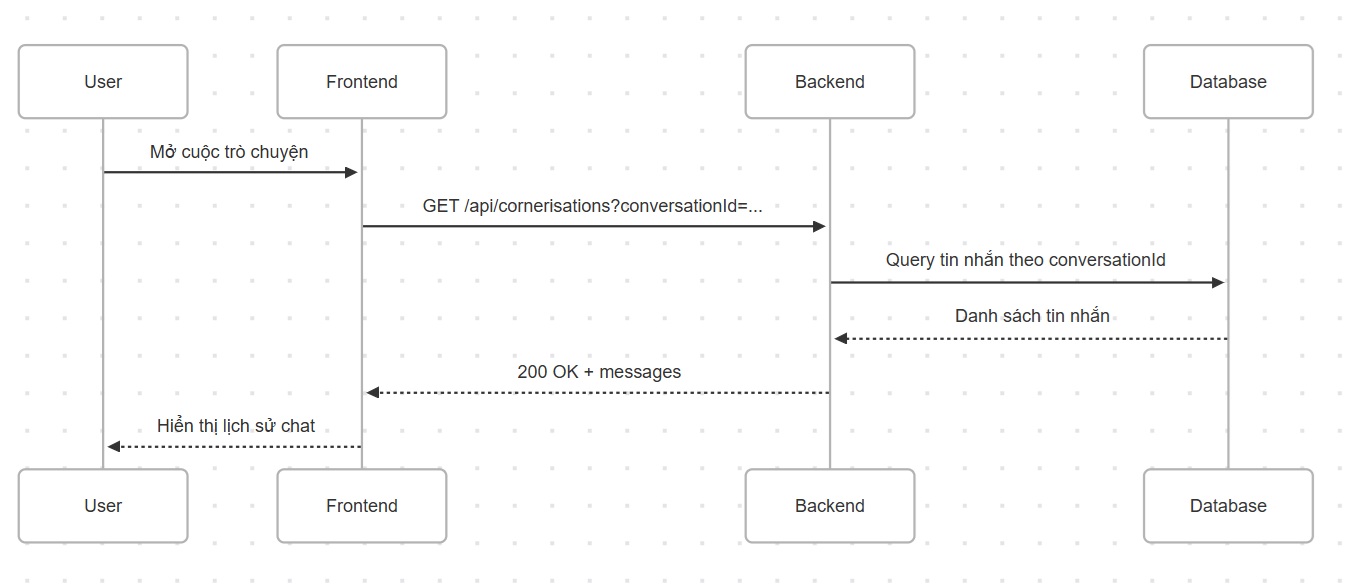 User
Frontend
Backend
Database
Mở cuộc trò chuyện
GET /api/cornerisations?conversationId=...
Query tin nhắn theo conversationId
Danh sách tin nhắn
200 OK + messages
Hiển thị lịch sử chat
User
Frontend
Backend
Database